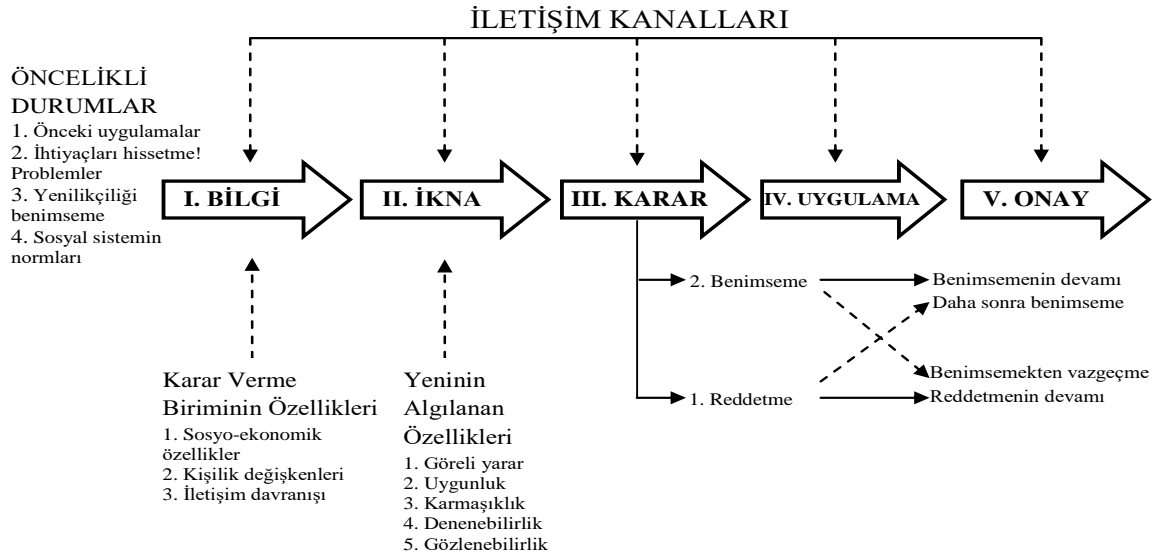 İLETİŞİM KANALLARI
ÖNCELİKLİ
DURUMLAR
1. Önceki uygulamalar
2. İhtiyaçları hissetme!
Problemler
3. Yenilikçiliği
benimseme
4. Sosyal sistemin
normları
I. BİLGİ
II. İKNA
III. KARAR
IV. UYGULAMA
V. ONAY
2. Benimseme
Benimsemenin devamı
Daha sonra benimseme
Benimsemekten vazgeçme
1. Reddetme
Reddetmenin devamı
Karar Verme
Biriminin Özellikleri
1. Sosyo-ekonomik
özellikler
2. Kişilik değişkenleri
3. İletişim davranışı
Yeninin
Algılanan
Özellikleri
1. Göreli yarar
2. Uygunluk
3. Karmaşıklık
4. Denenebilirlik
5. Gözlenebilirlik